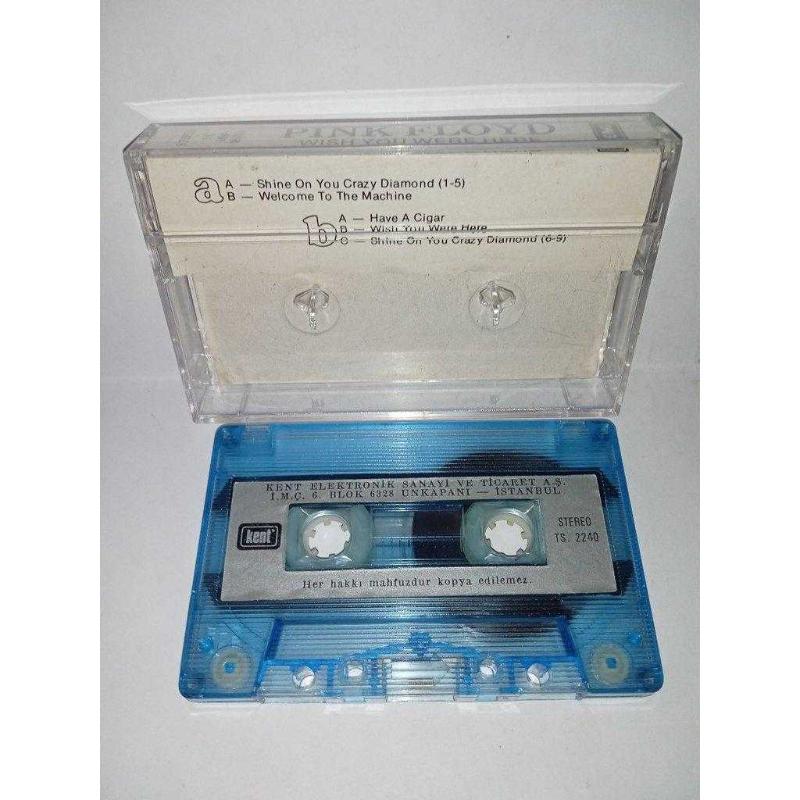 PINK FLOYD
WISH YOU WERE HERE
a A — Shine On You Crazy Diamond (1-5)
B — Welcome To The Machine
b A — Have A Cigar
B — Wish You Were Here
C — Shine On You Crazy Diamond (6-9)
KENT ELEKTRONİK SANAYİ VE TİCARET A.Ş.
İ.M.Ç. 6. BLOK 6328 UNKAPANI — İSTANBUL
kent
STEREO
TS. 2240
Her hakkı mahfuzdur kopya edilemez.